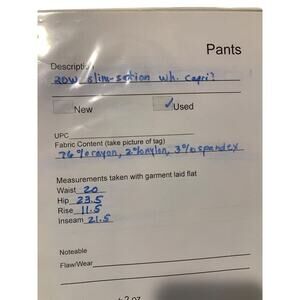 Pants
Description
20W slim-sation wh. capri?
New ✓Used
UPC
Fabric Content (take picture of tag)
76% rayon, 2% nylon, 3% spandex
Measurements taken with garment laid flat
Waist 20
Hip 23.5
Rise 11.5
Inseam 21.5
Noteable
Flaw/Wear